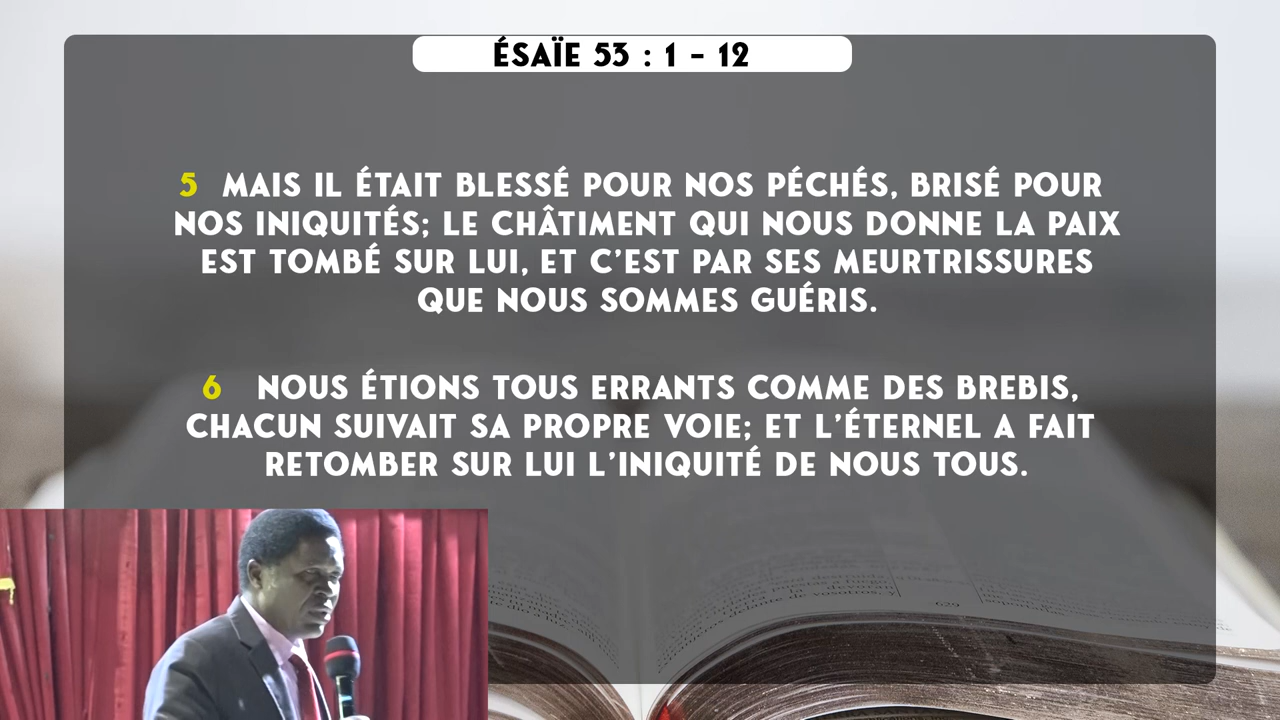 ÉSAÏE 53 : 1 - 12
5 MAIS IL ÉTAIT BLESSÉ POUR NOS PÉCHÉS, BRISÉ POUR
NOS INIQUITÉS; LE CHÂTIMENT QUI NOUS DONNE LA PAIX
EST TOMBÉ SUR LUI, ET C'EST PAR SES MEURTRISSURES
QUE NOUS SOMMES GUÉRIS.
6 NOUS ÉTIONS TOUS ERRANTS COMME DES BREBIS,
CHACUN SUIVAIT SA PROPRE VOIE; ET L'ÉTERNEL A FAIT
RETOMBER SUR LUI L'INIQUITÉ DE NOUS TOUS.
629